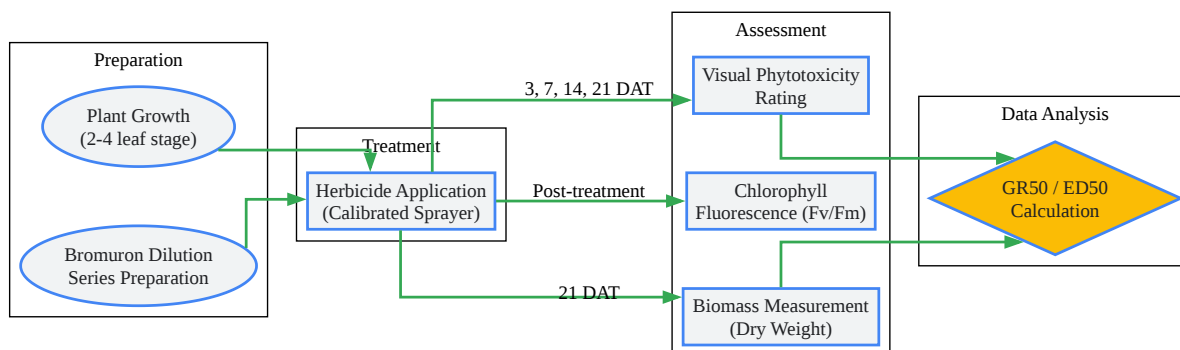 Preparation
Plant Growth
(2-4 leaf stage)
Bromuron Dilution
Series Preparation
Treatment
Herbicide Application
(Calibrated Sprayer)
3, 7, 14, 21 DAT
Post-treatment
21 DAT
Assessment
Visual Phytotoxicity
Rating
Chlorophyll
Fluorescence (Fv/Fm)
Biomass Measurement
(Dry Weight)
Data Analysis
GR50 / ED50
Calculation